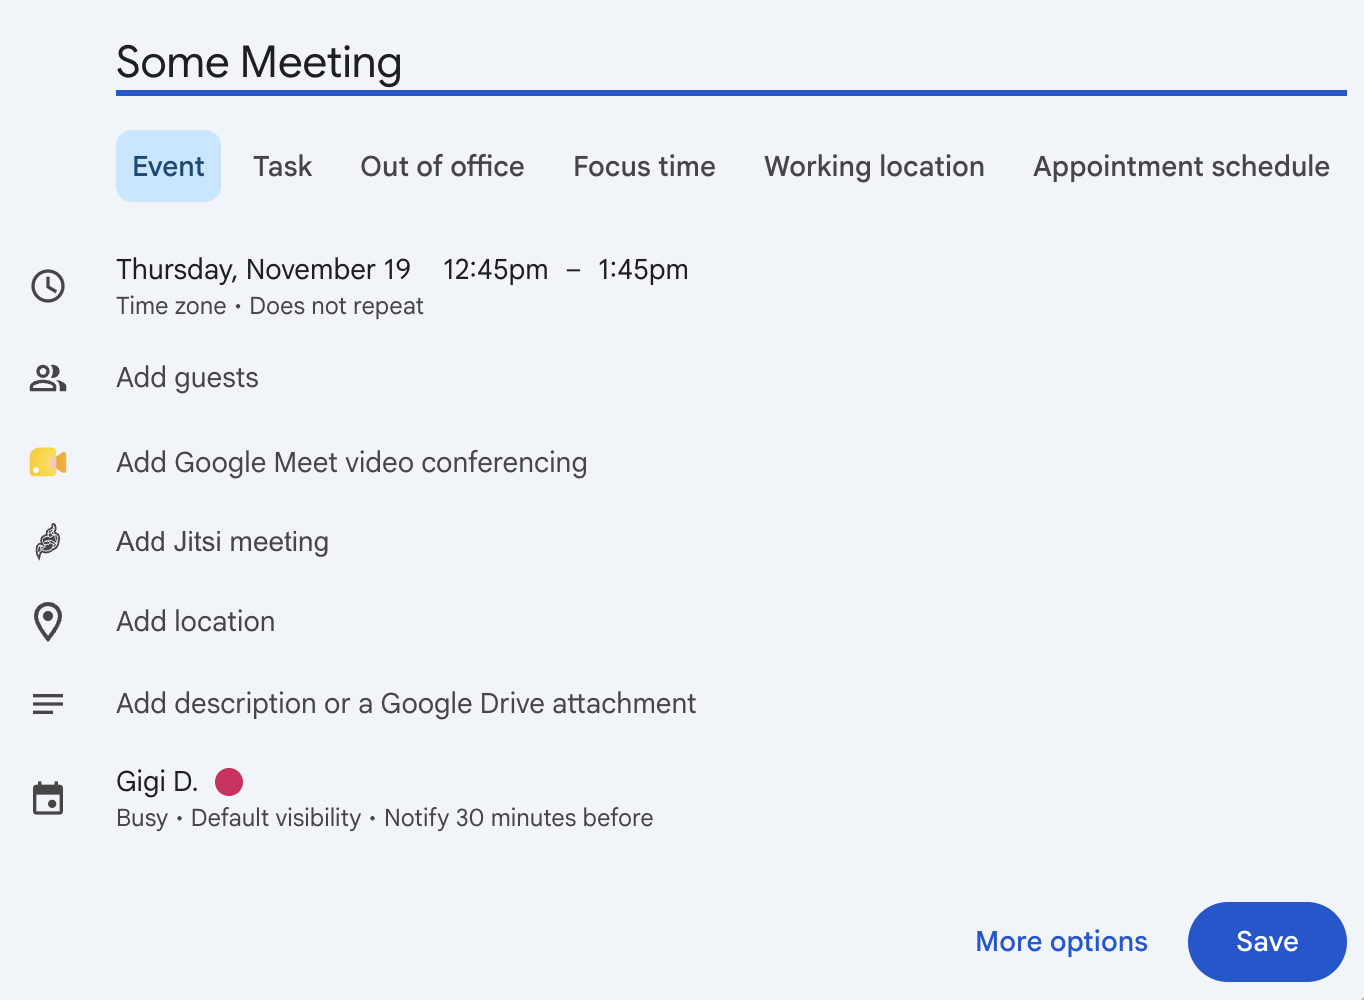 Some Meeting
Event Task Out of office Focus time Working location Appointment schedule
Thursday, November 19 12:45pm – 1:45pm
Time zone • Does not repeat
Add guests
Add Google Meet video conferencing
Add Jitsi meeting
Add location
Add description or a Google Drive attachment
Gigi D.
Busy • Default visibility • Notify 30 minutes before
More options Save